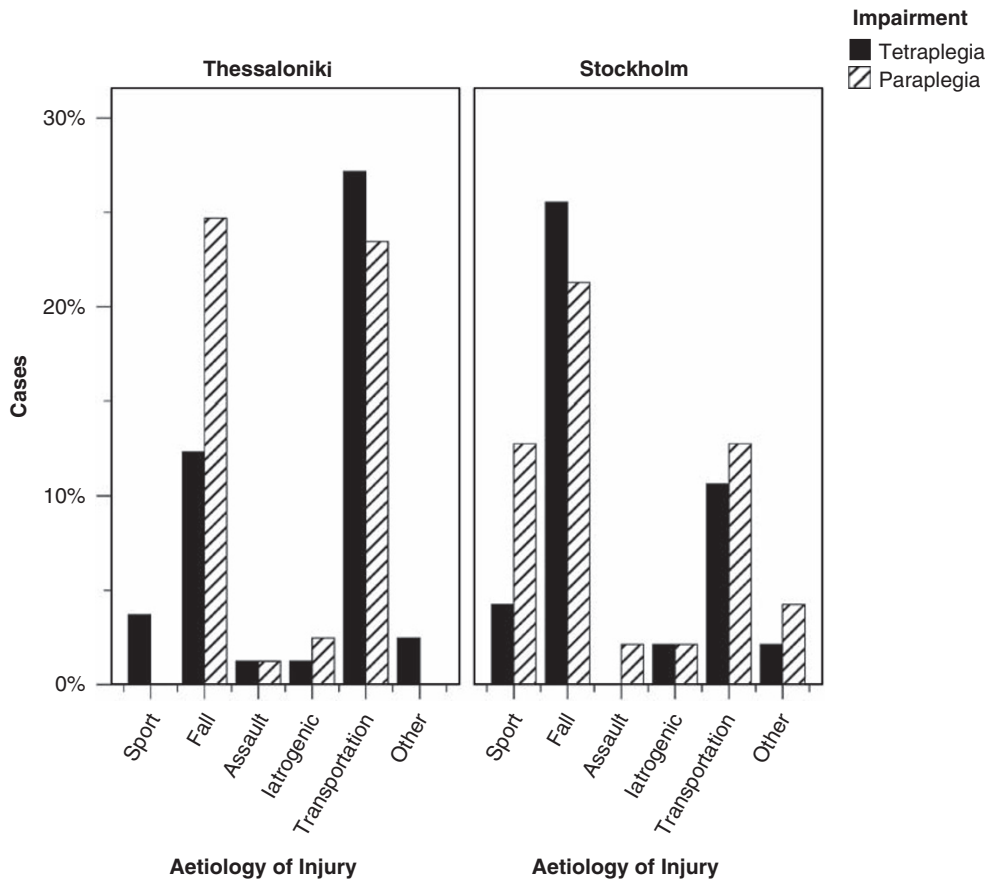 Impairment
Tetraplegia
Paraplegia
Thessaloniki
Stockholm
30%
20%
10%
0%
Cases
Sport
Fall
Assault
Iatrogenic
Transportation
Other
Sport
Fall
Assault
Iatrogenic
Transportation
Other
Aetiology of Injury
Aetiology of Injury